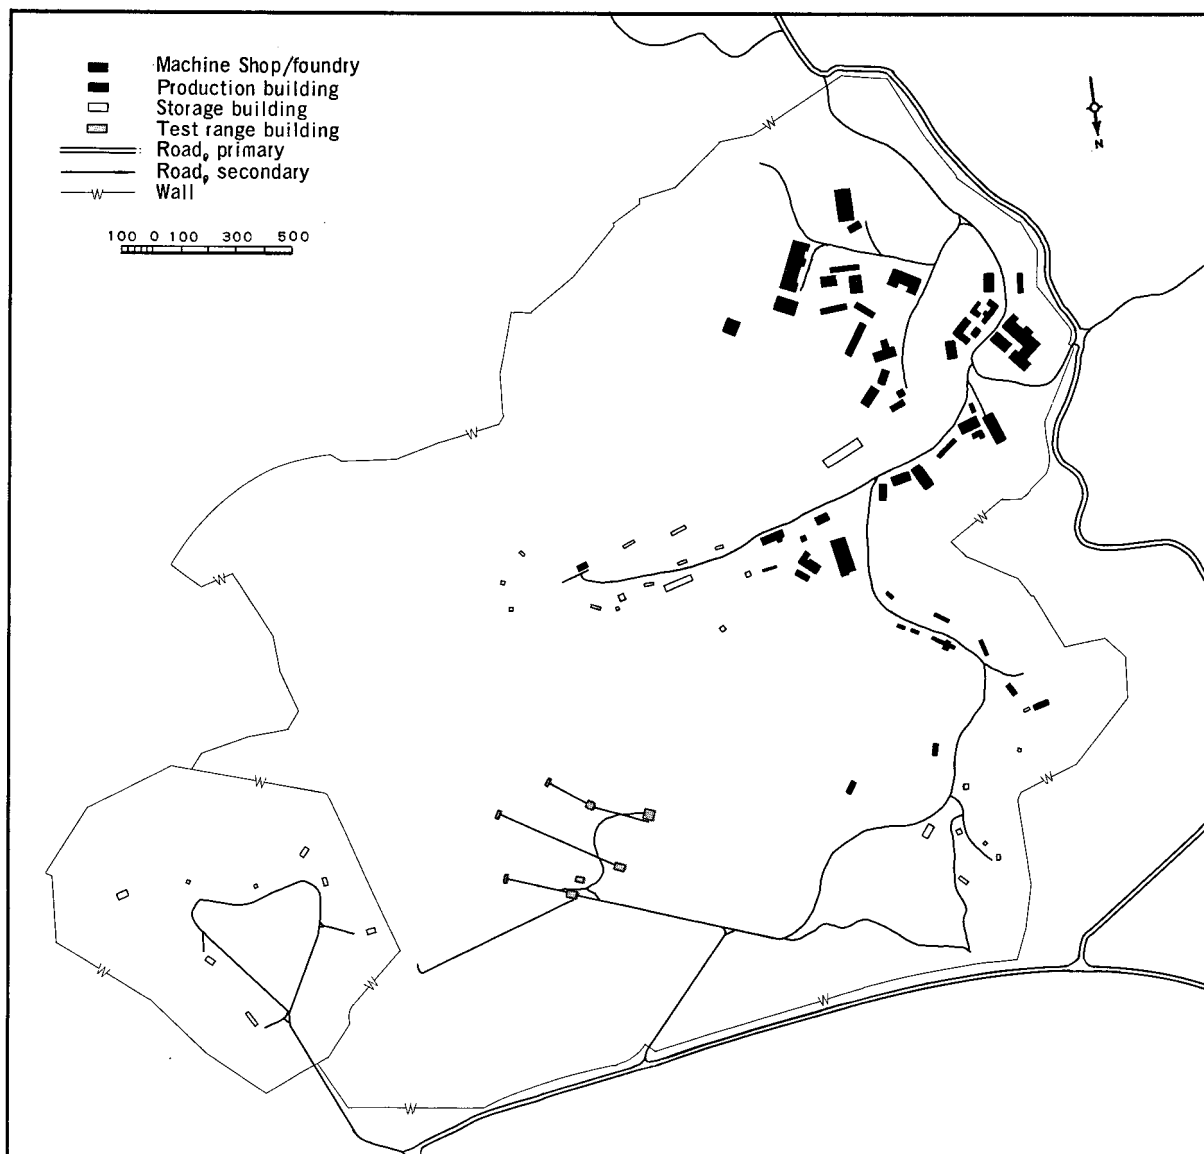 Machine Shop/foundry
Production building
Storage building
Test range building
Road, primary
Road, secondary
W Wall
100 0 100 300 500
N
W
W
W
W
W
W
W
W
W
W